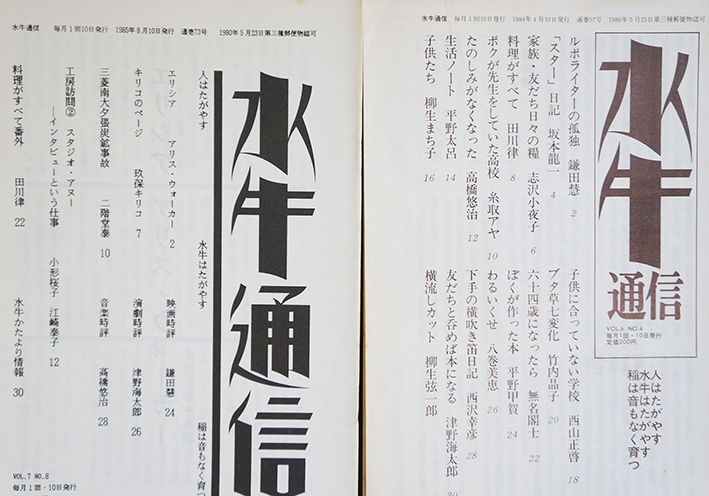 水牛通信 毎月1回10日発行 1985年8月10日発行 通巻73号 1980年5月23日第三種郵便物認可
水牛通信
人はたがやす 水牛はたがやす 稲は音もなく育つ
エリシア アリス・ウォーカー 2
キリコのページ 玖保キリコ 7
三菱南大夕張炭鉱事故 二階堂泰 10
工房訪問② スタジオ・アヌー
―インタビューという仕事 小形桜子 江崎泰子 12
料理がすべて番外 田川律 22
映画時評 鎌田慧 24
演劇時評 津野海太郎 26
音楽時評 高橋悠治 28
水牛かたより情報 30
VOL.7 NO.8
毎月1回・10日発行
水牛通信 毎月1回10日発行 1984年4月10日発行 通巻57号 1980年5月23日第三種郵便物認可
水牛通信
VOL.6 NO.4
毎月1回・10日発行
定価200円
人はたがやす
水牛はたがやす
稲は音もなく育つ
ルポライターの孤独 鎌田慧 2
「スター」日記 坂本龍一 4
家族・友だち日々の糧 志沢小夜子 6
料理がすべて 田川律 8
ボクが先生をしていた高校 糸取アヤ 10
たのしみがなくなった 高橋悠治 12
生活ノート 平野太呂 14
子供たち 柳生まち子 16
子供に合っていない学校 西山正啓 18
ブタ草七変化 竹内晶子 20
六十四歳になったら 無名閣士 22
ぼくが作った本 平野甲賀 24
わるいくせ 八巻美恵 26
下手の横吹き笛日記 西沢幸彦 28
友だちと呑めば本になる 津野海太郎 30
横流しカット 柳生弦一郎